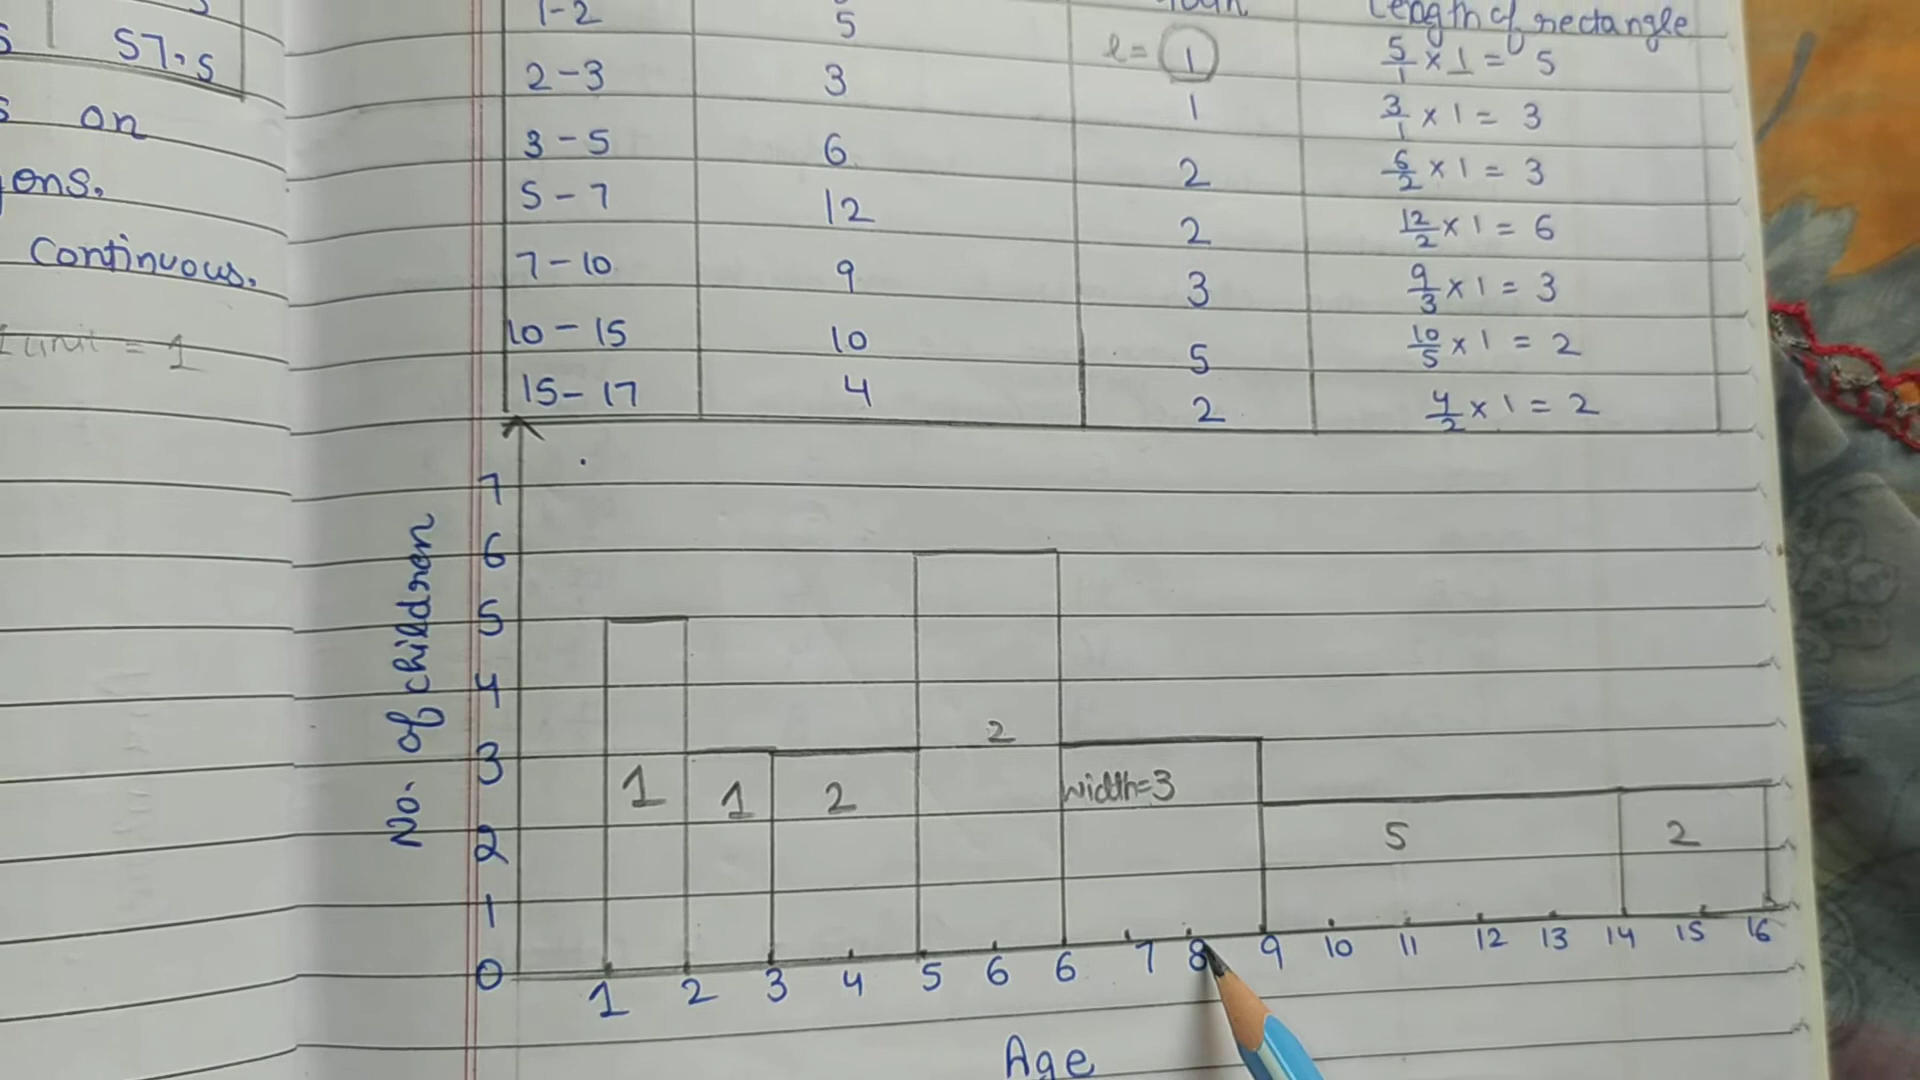 57.5
on
ons.
continuous.
unit = 1
Length of rectangle
1-2 5 l = 1 5/1 × 1 = 5
2-3 3 1 3/1 × 1 = 3
3-5 6 2 6/2 × 1 = 3
5-7 12 2 12/2 × 1 = 6
7-10 9 3 9/3 × 1 = 3
10-15 10 5 10/5 × 1 = 2
15-17 4 2 4/2 × 1 = 2
No. of children
7
6
5
4
3
2
1
0
1 1 2 2 width=3 5 2
1 2 3 4 5 6 6 7 8 9 10 11 12 13 14 15 16
Age